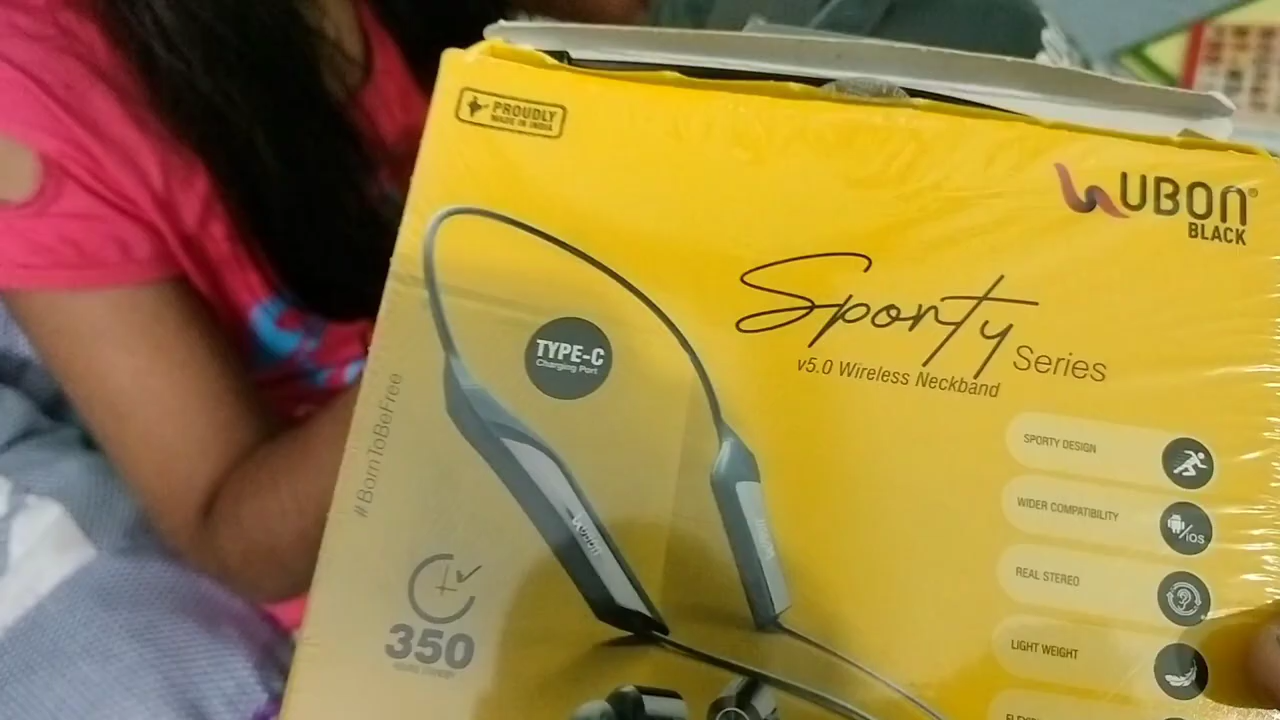 PROUDLY
MADE IN INDIA
UBON®
BLACK
Sporty Series
v5.0 Wireless Neckband
TYPE-C
Charging Port
#BornToBeFree
SPORTY DESIGN
WIDER COMPATIBILITY
/iOS
REAL STEREO
LIGHT WEIGHT
UBON
350